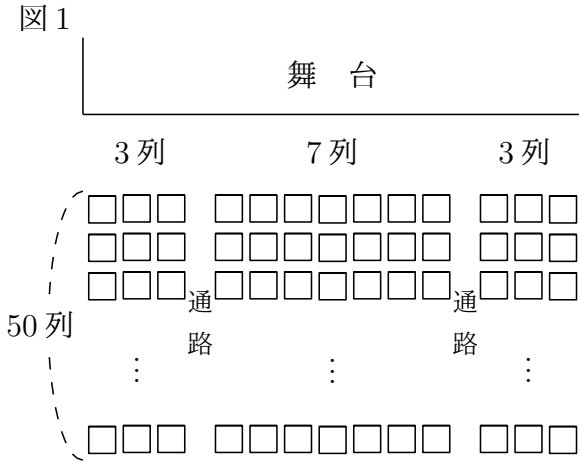 図1
舞 台
3列 7列 3列
50列
通路 通路
⋮ ⋮ ⋮